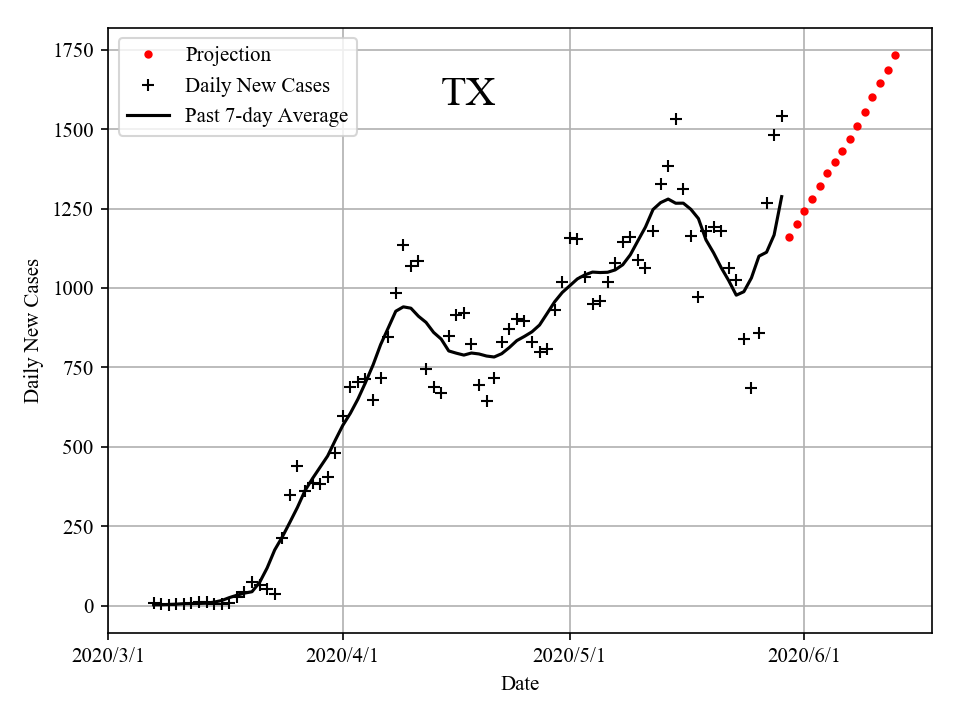 TX
Projection
Daily New Cases
Past 7-day Average
Daily New Cases
1750
1500
1250
1000
750
500
250
0
2020/3/1 2020/4/1 2020/5/1 2020/6/1
Date